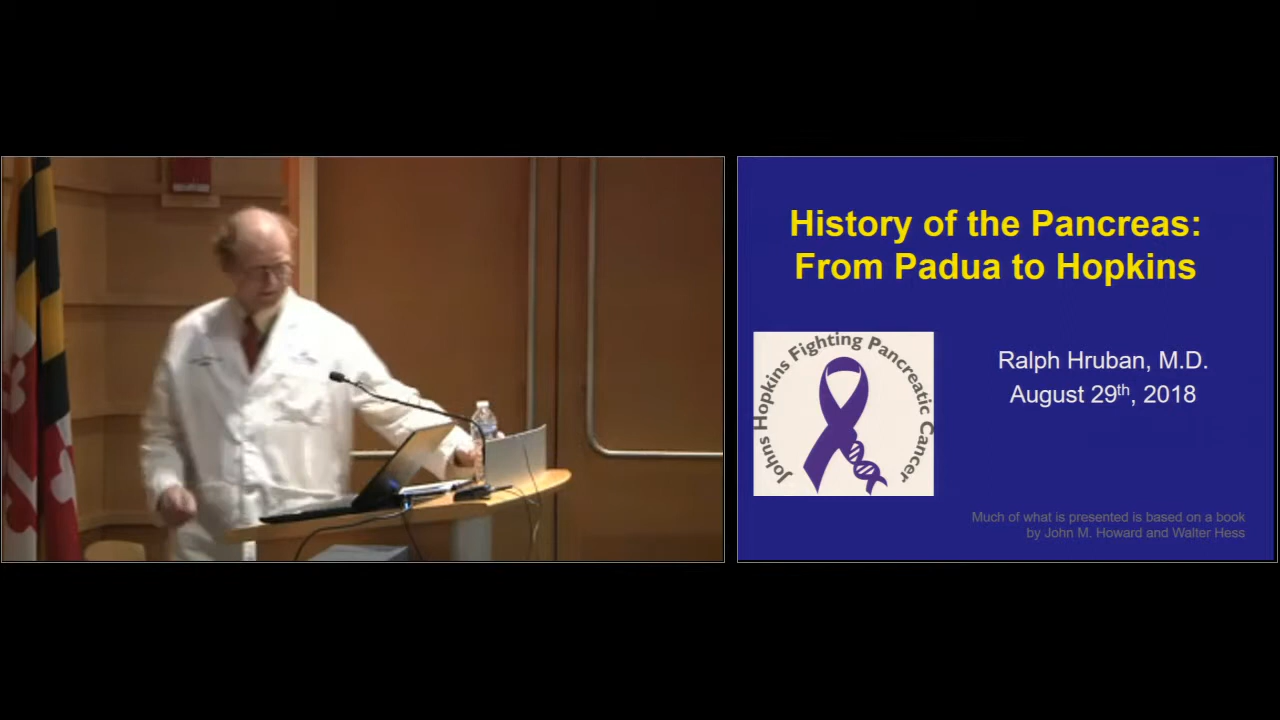 History of the Pancreas:
From Padua to Hopkins
Johns Hopkins Fighting Pancreatic Cancer
Ralph Hruban, M.D.
August 29th, 2018
Much of what is presented is based on a book
by John M. Howard and Walter Hess